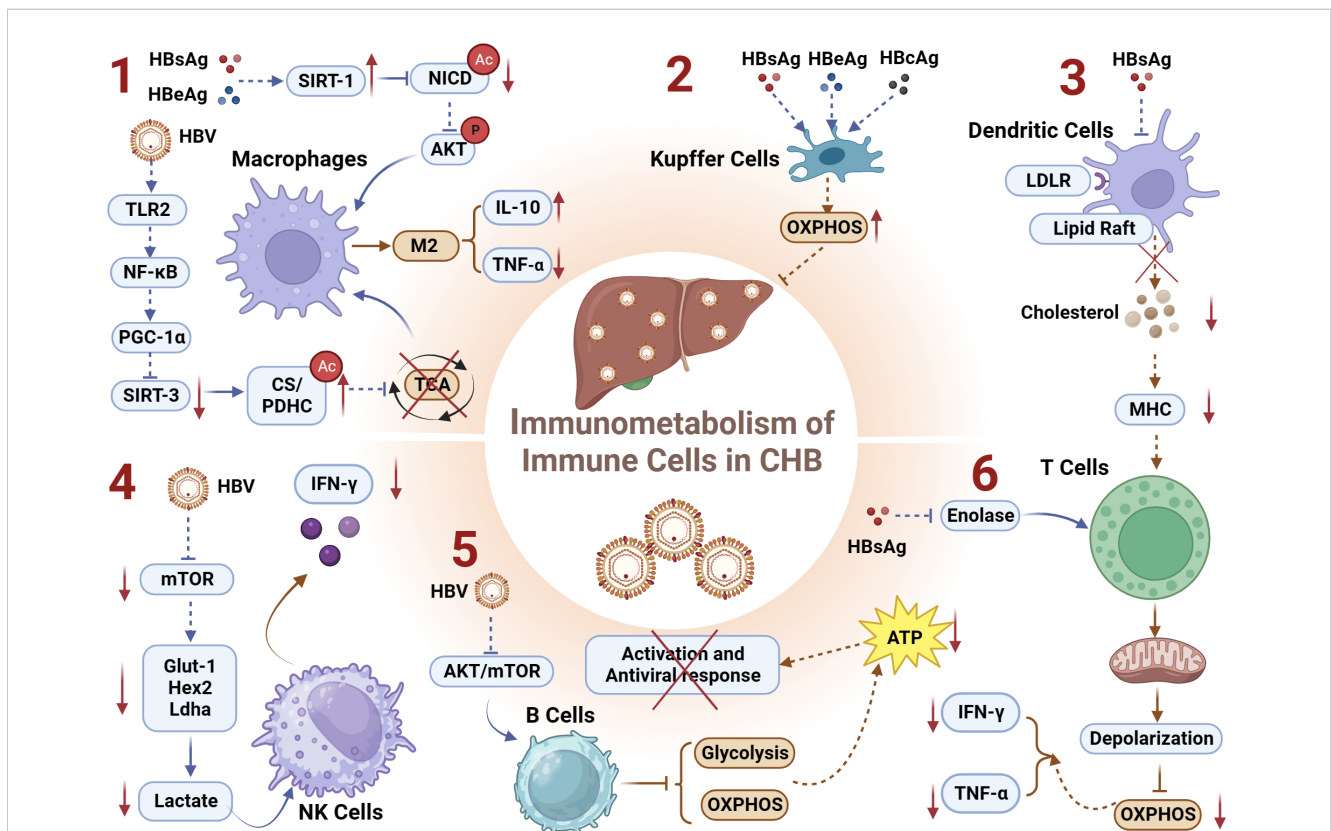 1
HBsAg
HBeAg
SIRT-1
NICD
Ac
AKT
P
HBV
Macrophages
TLR2
NF-κB
PGC-1α
SIRT-3
CS/
PDHC
Ac
TCA
M2
IL-10
TNF-α
2
HBsAg
HBeAg
HBcAg
Kupffer Cells
OXPHOS
3
HBsAg
Dendritic Cells
LDLR
Lipid Raft
Cholesterol
MHC
T Cells
Immunometabolism of
Immune Cells in CHB
4
HBV
IFN-γ
mTOR
Glut-1
Hex2
Ldha
Lactate
NK Cells
5
HBV
AKT/mTOR
B Cells
Glycolysis
OXPHOS
ATP
Activation and
Antiviral response
6
HBsAg
Enolase
Depolarization
OXPHOS
IFN-γ
TNF-α